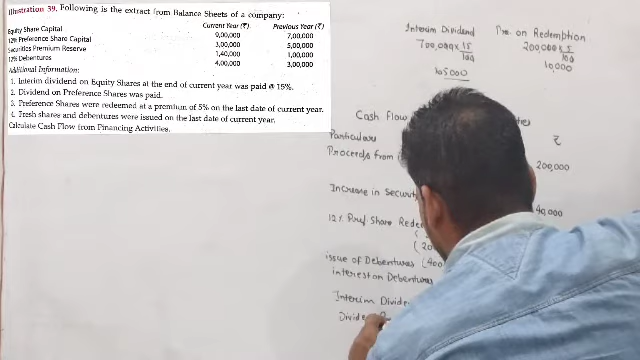 Illustration 39. Following is the extract from Balance Sheets of a company:
Current Year (₹) Previous Year (₹)
Equity Share Capital 9,00,000 7,00,000
12% Preference Share Capital 3,00,000 5,00,000
Securities Premium Reserve 1,40,000 1,00,000
12% Debentures 4,00,000 3,00,000
Additional Information:
1. Interim dividend on Equity Shares at the end of current year was paid @ 15%.
2. Dividend on Preference Shares was paid.
3. Preference Shares were redeemed at a premium of 5% on the last date of current year.
4. Fresh shares and debentures were issued on the last date of current year.
Calculate Cash Flow from Financing Activities.
Interim Dividend
700,000 x 15
100
105000
Pre. on Redemption
200,000 x 5
100
10,000
Cash Flow
Particulars ₹
Proceeds from 200,000
Increase in 40,000
12% Pref. Share
issue of Debentures
interest on Debentures
Interim